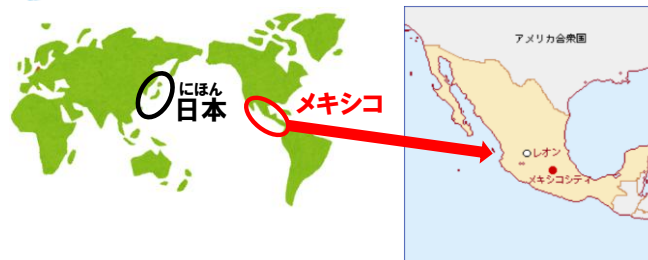 にほん
日本
メキシコ
アメリカ合衆国
レオン
メキシコシティ